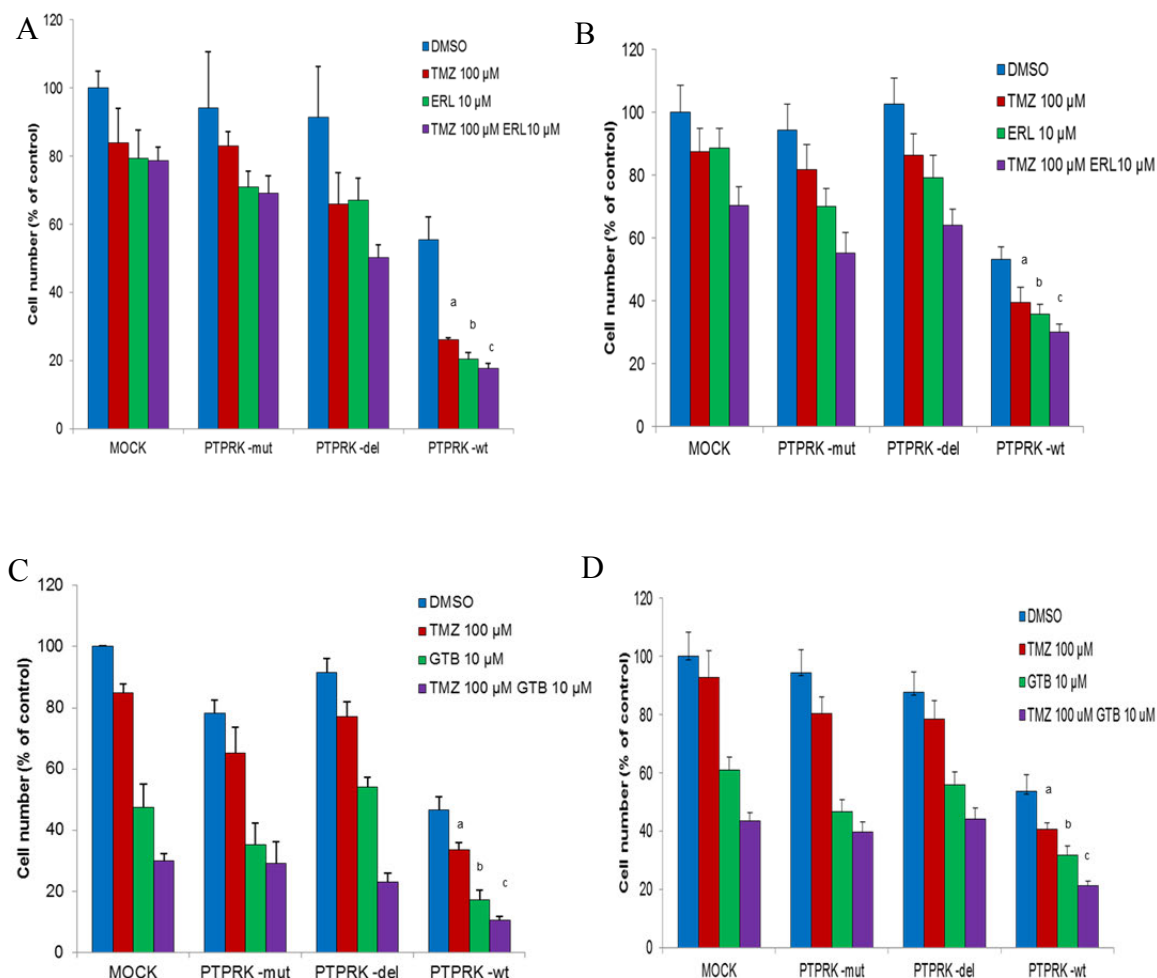 A
Cell number (% of control)
120
100
80
60
40
20
0
DMSO
TMZ 100 µM
ERL 10 µM
TMZ 100 µM ERL10 µM
a
b
c
MOCK PTPRK -mut PTPRK -del PTPRK -wt
B
Cell number (% of control)
120
100
80
60
40
20
0
DMSO
TMZ 100 µM
ERL 10 µM
TMZ 100 µM ERL10 µM
a
b
c
MOCK PTPRK -mut PTPRK -del PTPRK -wt
C
Cell number (% of control)
120
100
80
60
40
20
0
DMSO
TMZ 100 µM
GTB 10 µM
TMZ 100 µM GTB 10 µM
a
b
c
MOCK PTPRK -mut PTPRK -del PTPRK -wt
D
Cell number (% of control)
120
100
80
60
40
20
0
DMSO
TMZ 100 µM
GTB 10 µM
TMZ 100 uM GTB 10 uM
a
b
c
MOCK PTPRK -mut PTPRK -del PTPRK -wt